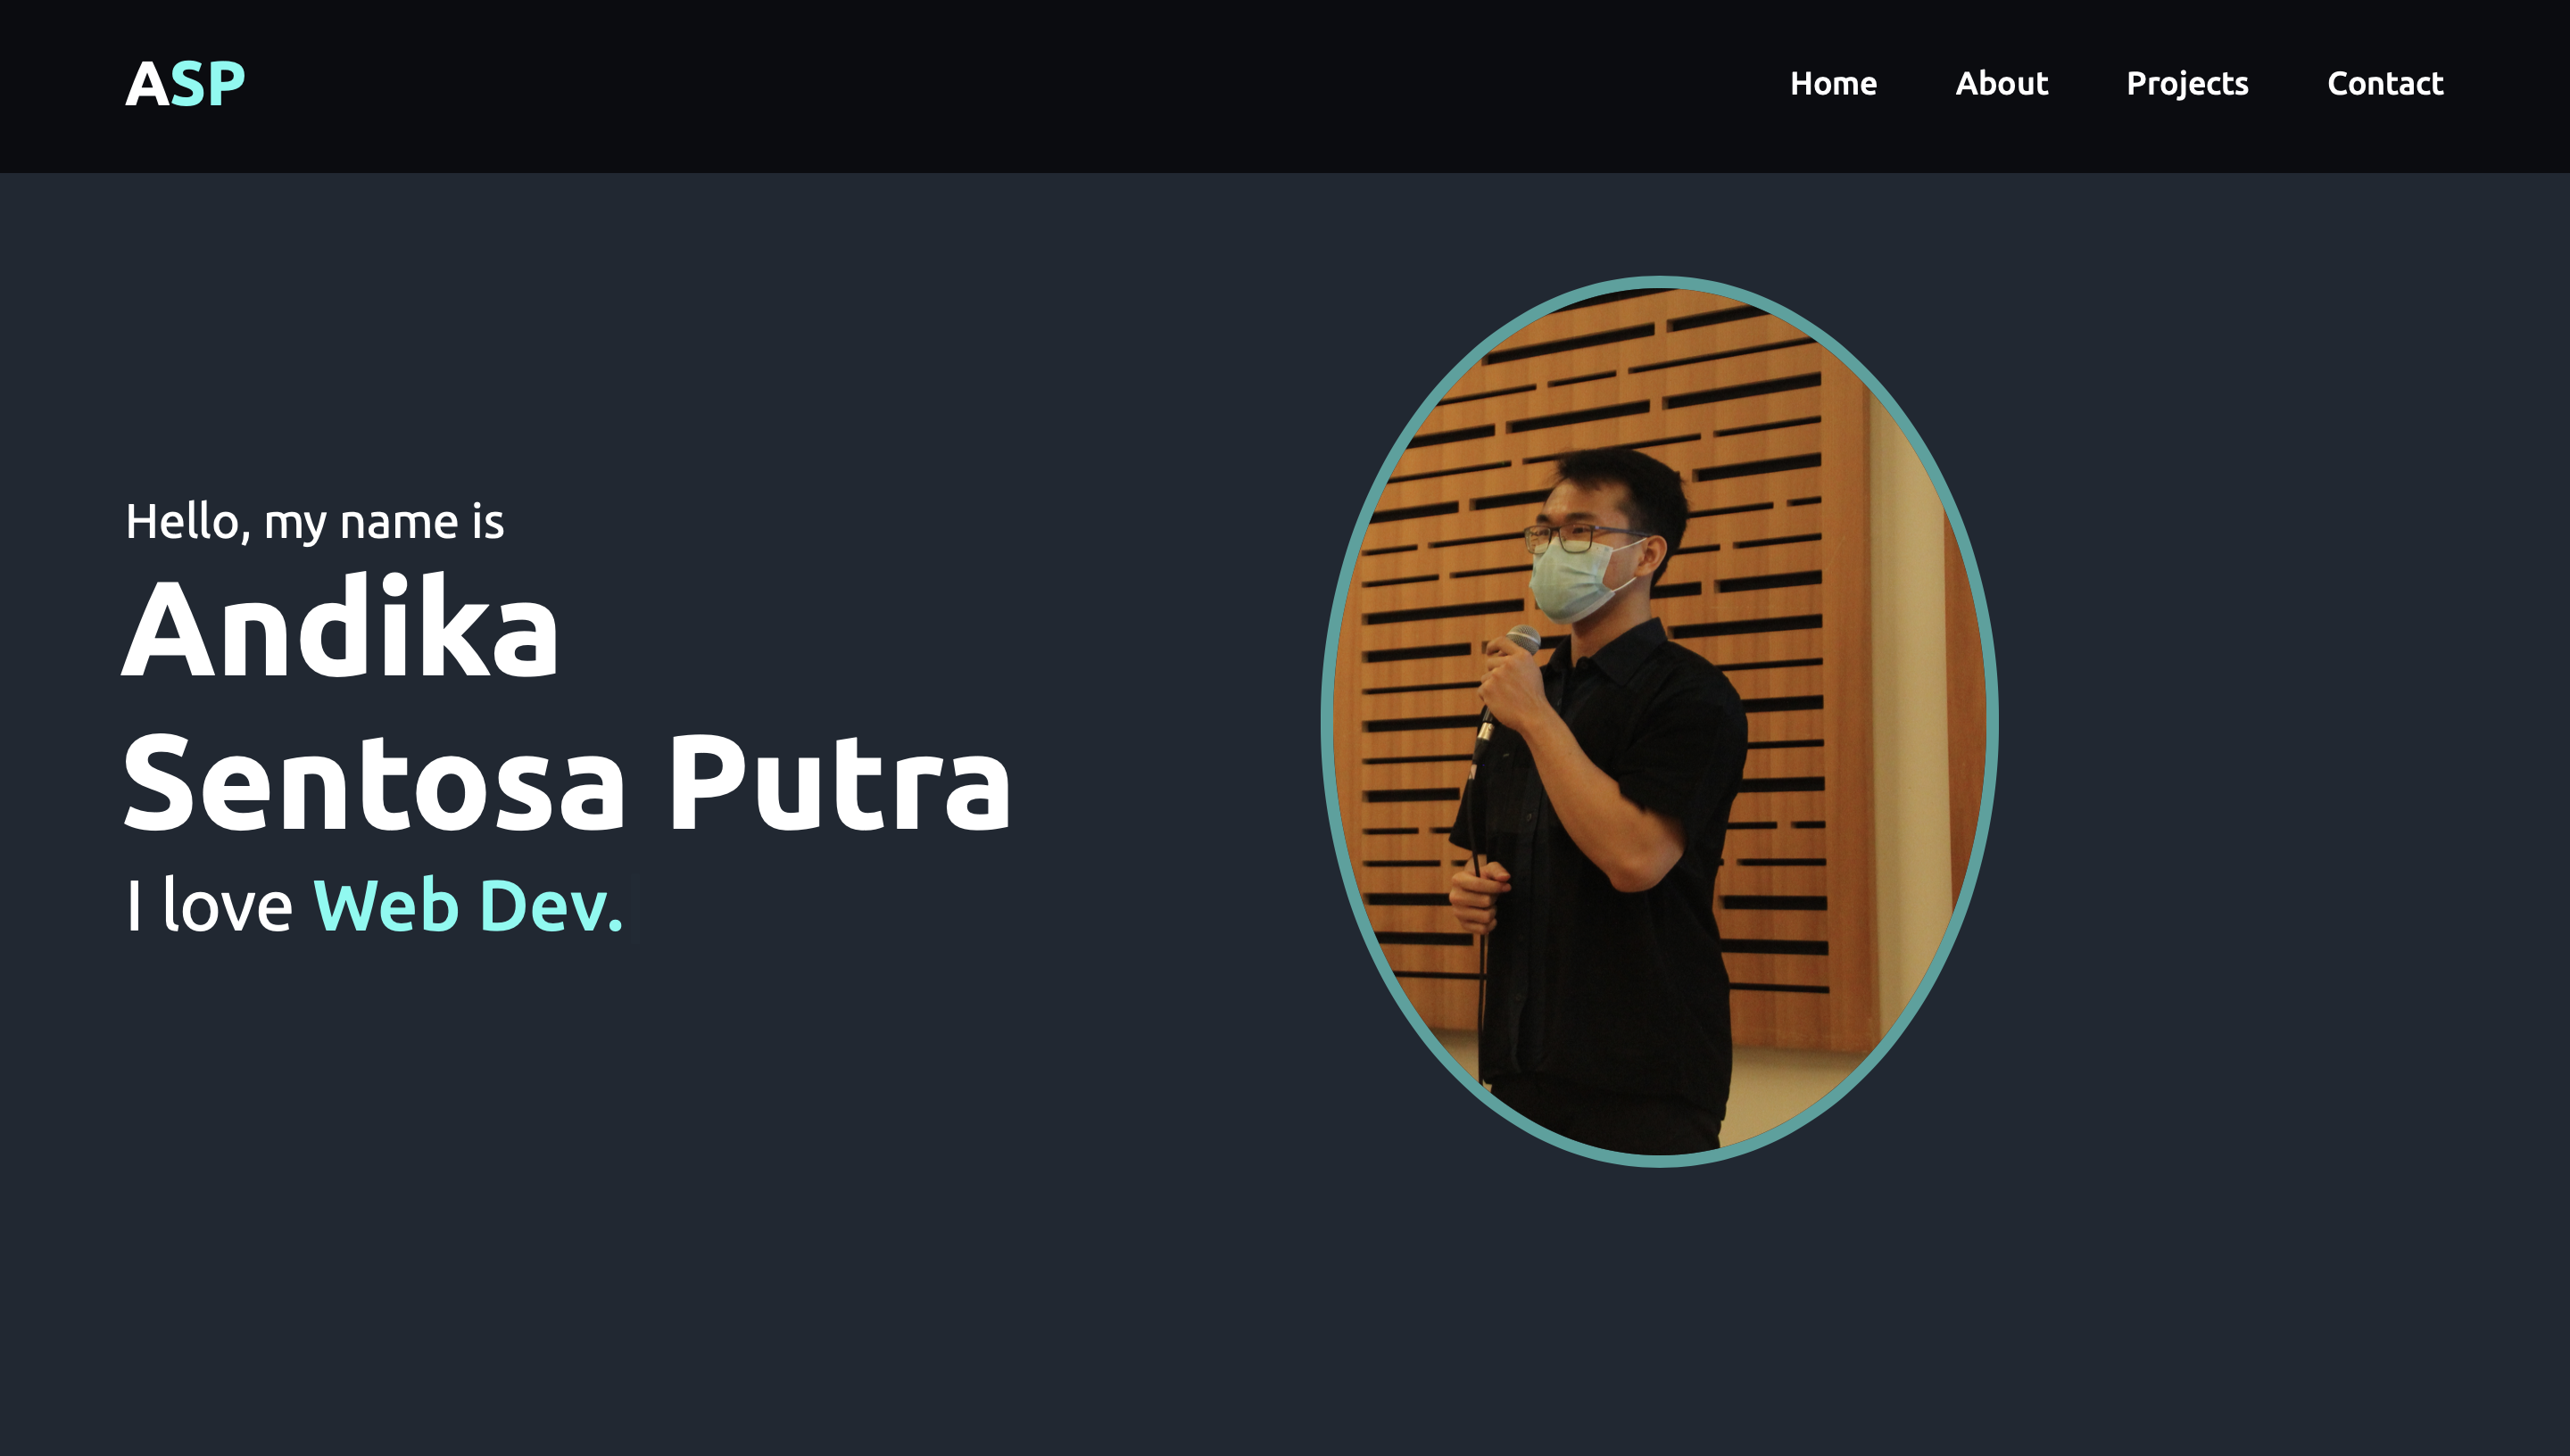 ASP
Home About Projects Contact
Hello, my name is
Andika
Sentosa Putra
I love Web Dev.